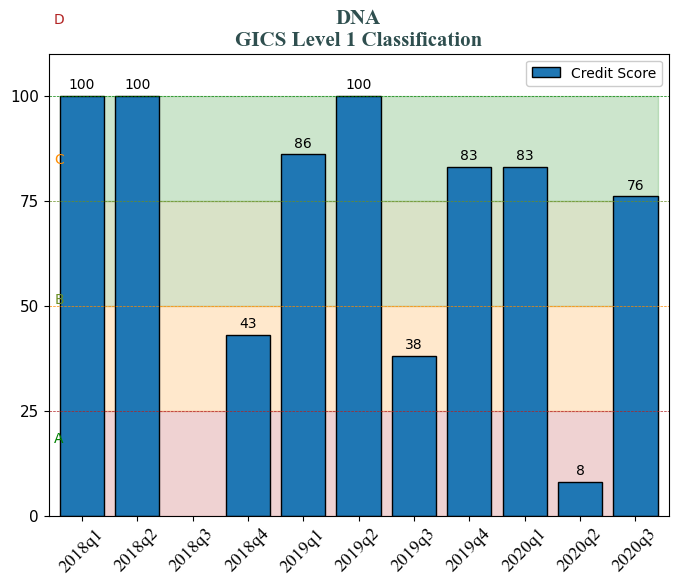 D
DNA
GICS Level 1 Classification
Credit Score
100
100
100
100
86
83
83
C
75
76
50
B
43
38
25
A
8
0
2018q1
2018q2
2018q3
2018q4
2019q1
2019q2
2019q3
2019q4
2020q1
2020q2
2020q3